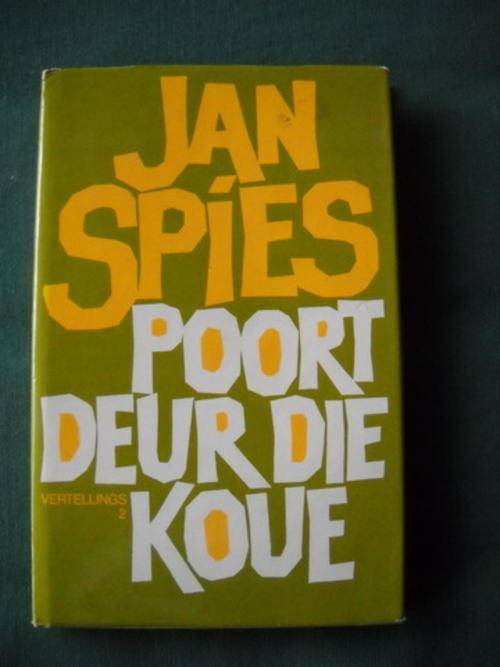 JAN
SPÍES
POORT
DEUR DIE
VERTELLINGS
2
KOUE